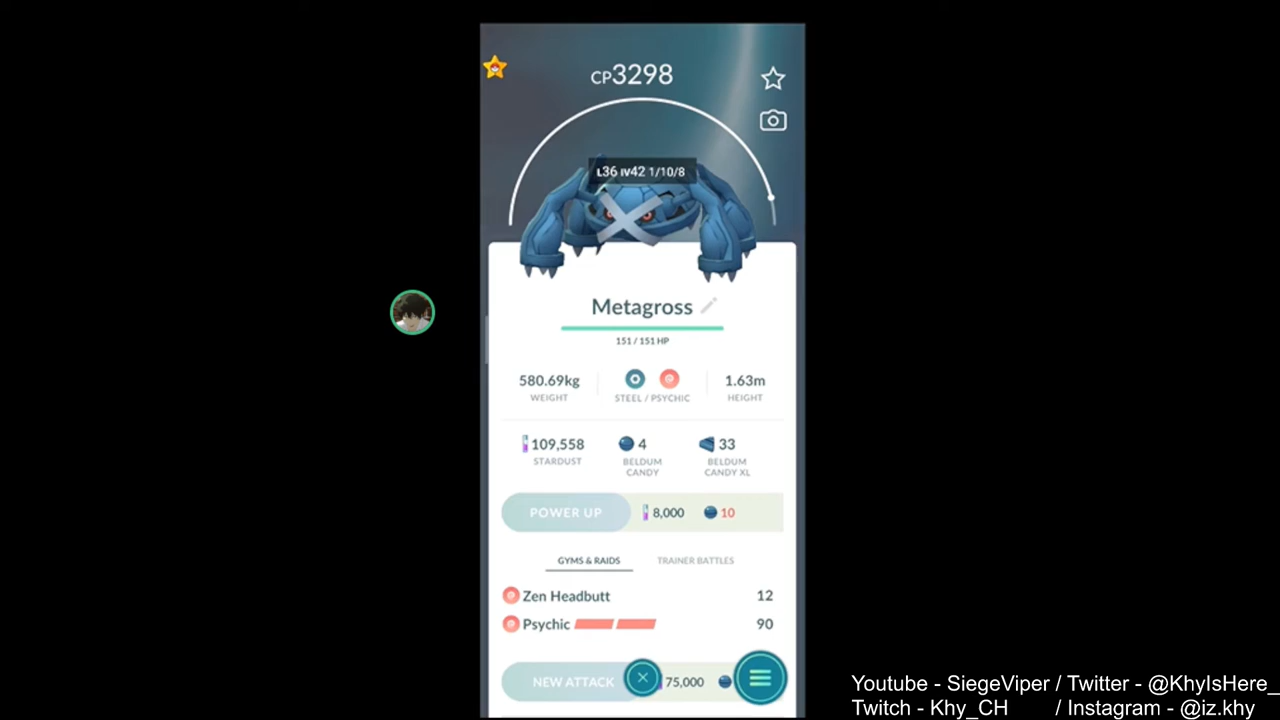 CP3298
L36 IV42 1/10/8
Metagross
151 / 151 HP
580.69kg
WEIGHT
STEEL / PSYCHIC
1.63m
HEIGHT
109,558
STARDUST
4
BELDUM
CANDY
33
BELDUM
CANDY XL
POWER UP 8,000 10
GYMS & RAIDS TRAINER BATTLES
Zen Headbutt 12
Psychic 90
NEW ATTACK 75,000
Youtube - SiegeViper / Twitter - @KhyIsHere_
Twitch - Khy_CH / Instagram - @iz.khy